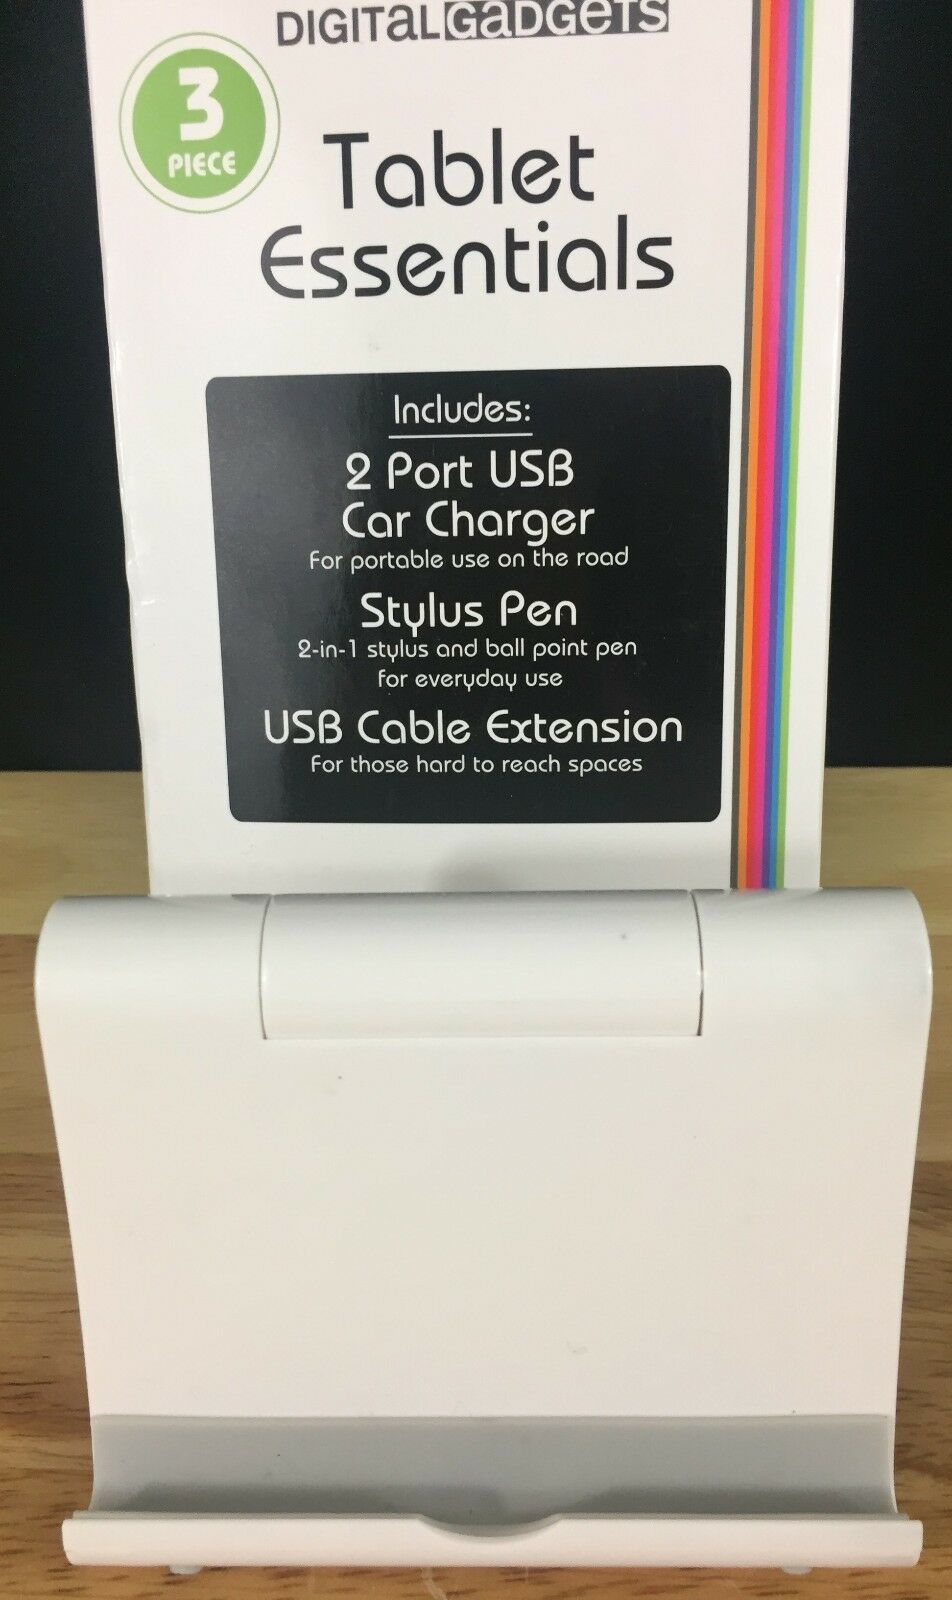 DIGITALGADGETS
3
PIECE
Tablet
Essentials
Includes:
2 Port USB
Car Charger
For portable use on the road
Stylus Pen
2-in-1 stylus and ball point pen
for everyday use
USB Cable Extension
For those hard to reach spaces